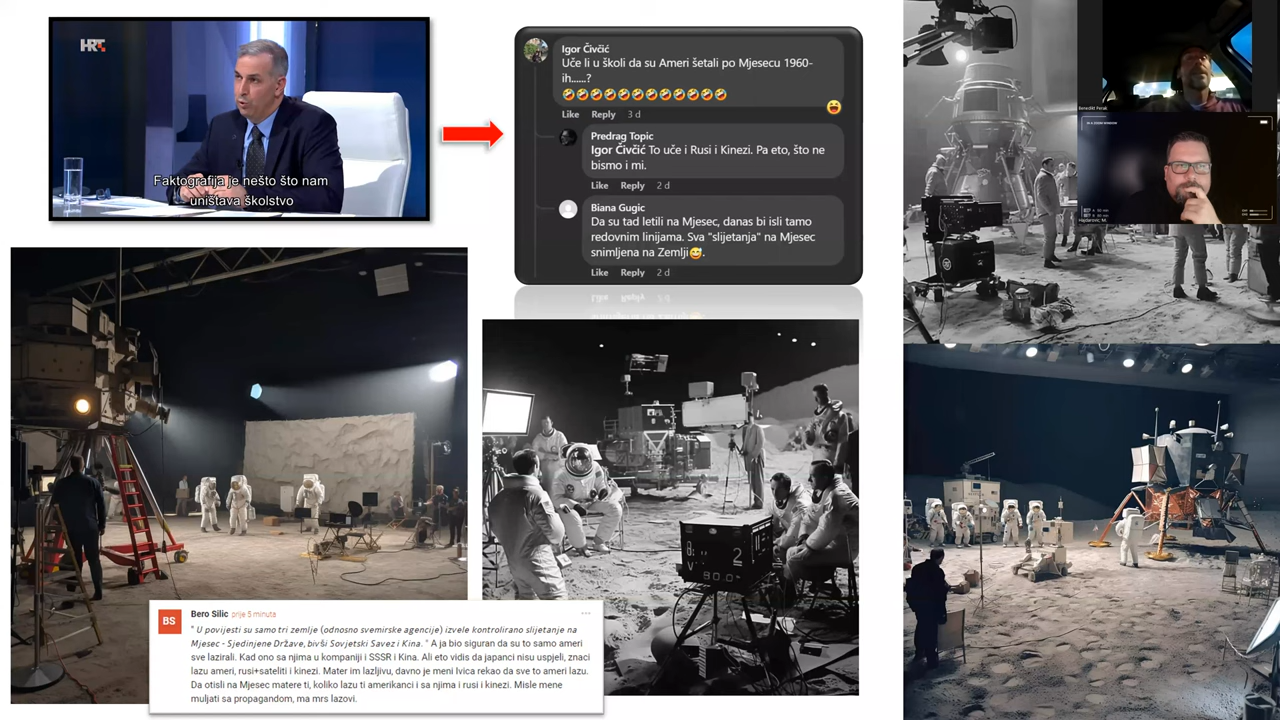 HRT
Faktografija je nešto što nam
uništava školstvo
Igor Čivčić
Uče li u školi da su Ameri šetali po Mjesecu 1960-
ih......?
🤣🤣🤣🤣🤣🤣🤣🤣🤣🤣🤣🤣
Like Reply 3 d
Predrag Topic
Igor Čivčić To uče i Rusi i Kinezi. Pa eto, što ne
bismo i mi.
Like Reply 2 d
Biana Gugic
Da su tad letili na Mjesec, danas bi isli tamo
redovnim linijama. Sva "slijetanja" na Mjesec
snimljena na Zemlji😅.
Like Reply 2 d
Benedikt Perak
Hajdarović M.
BS
Bero Silic prije 5 minuta
" U povijesti su samo tri zemlje (odnosno svemirske agencije) izvele kontrolirano slijetanje na
Mjesec - Sjedinjene Države, bivši Sovjetski Savez i Kina. " A ja bio siguran da su to samo ameri
sve lazirali. Kad ono sa njima u kompaniji i SSSR i Kina. Ali eto vidis da japanci nisu uspjeli, znaci
lazu ameri, rusi+sateliti i kinezi. Mater im lazljivu, davno je meni Ivica rekao da sve to ameri lazu.
Da otisli na Mjesec matere ti, koliko lazu ti amerikanci i sa njima i rusi i kinezi. Misle mene
muljati sa propagandom, ma mrs lazovi.